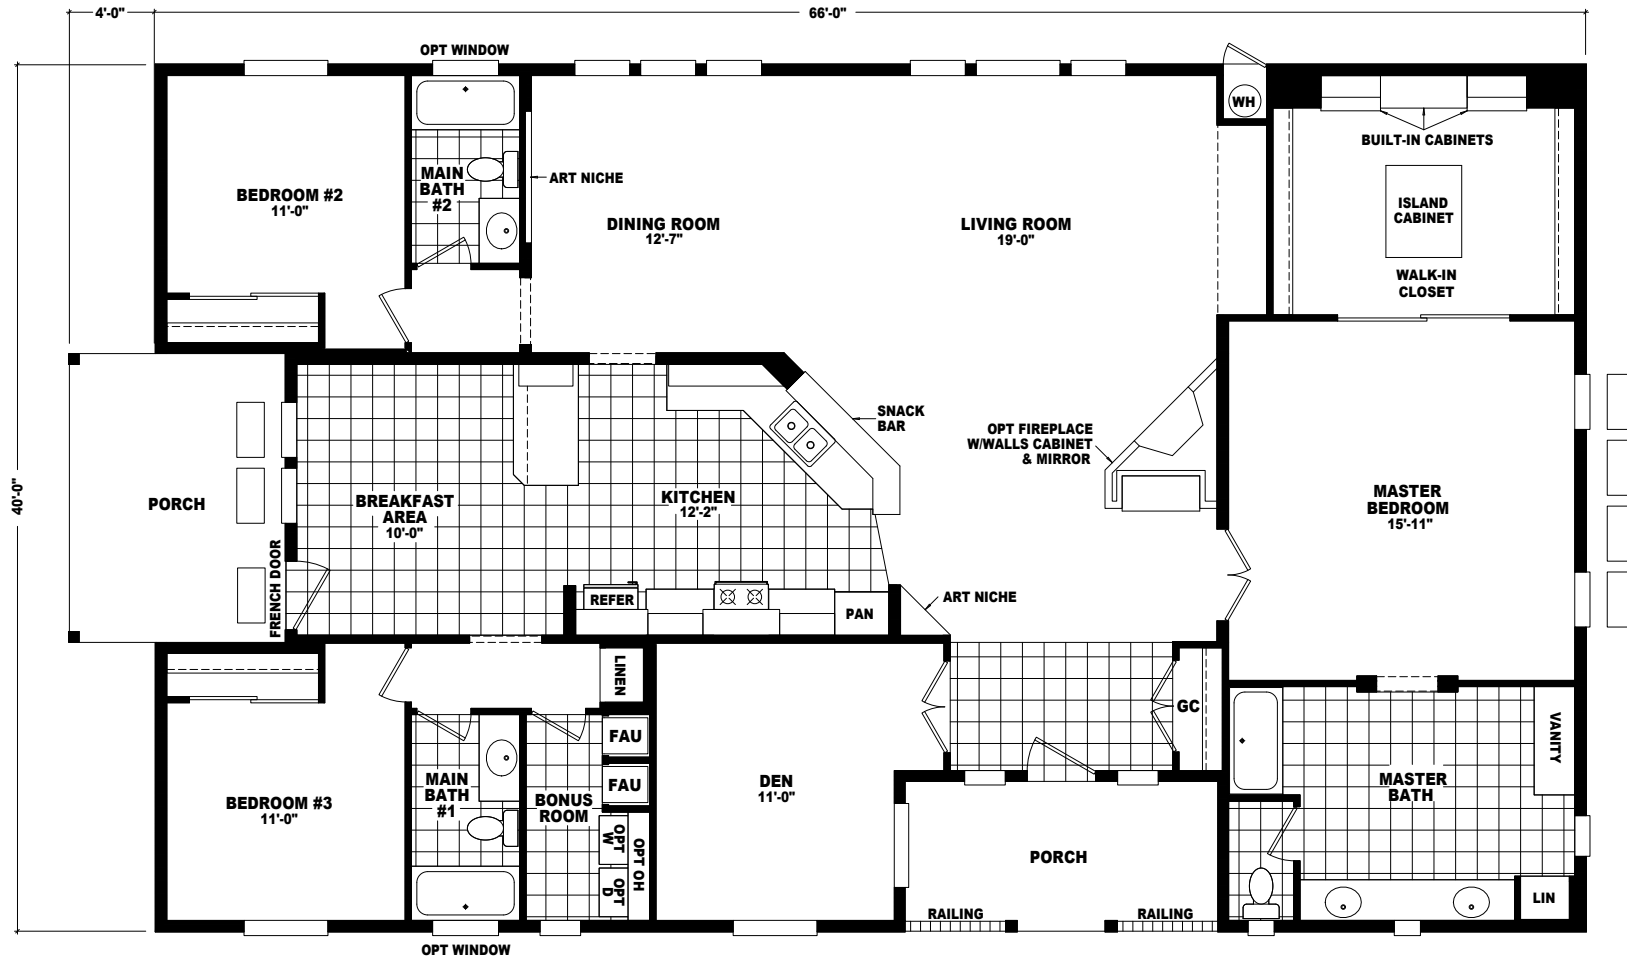 4'-0"
66'-0"
OPT WINDOW
WH
BUILT-IN CABINETS
MAIN
BATH
#2
ART NICHE
BEDROOM #2
11'-0"
DINING ROOM
12'-7"
LIVING ROOM
19'-0"
ISLAND
CABINET
WALK-IN
CLOSET
SNACK
BAR
OPT FIREPLACE
W/WALLS CABINET
& MIRROR
40'-0"
PORCH
BREAKFAST
AREA
10'-0"
KITCHEN
12'-2"
MASTER
BEDROOM
15'-11"
FRENCH DOOR
REFER
PAN
ART NICHE
LINEN
GC
FAU
FAU
VANITY
BEDROOM #3
11'-0"
MAIN
BATH
#1
BONUS
ROOM
DEN
11'-0"
MASTER
BATH
OPT
W
OPT OH
OPT
D
PORCH
LIN
RAILING
RAILING
OPT WINDOW